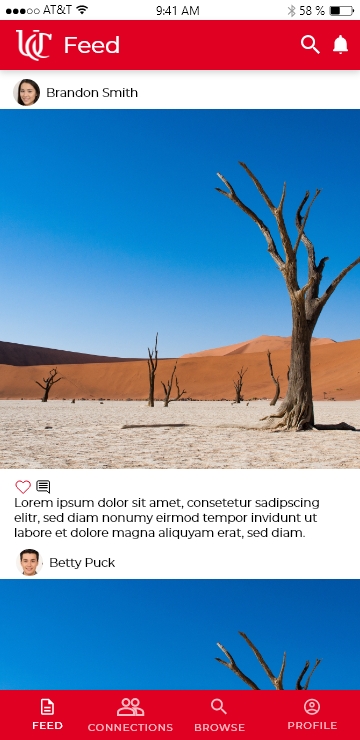 AT&T 9:41 AM 58 %
UC Feed
Brandon Smith
Lorem ipsum dolor sit amet, consetetur sadipscing
elitr, sed diam nonumy eirmod tempor invidunt ut
labore et dolore magna aliquyam erat, sed diam.
Betty Puck
FEED CONNECTIONS BROWSE PROFILE